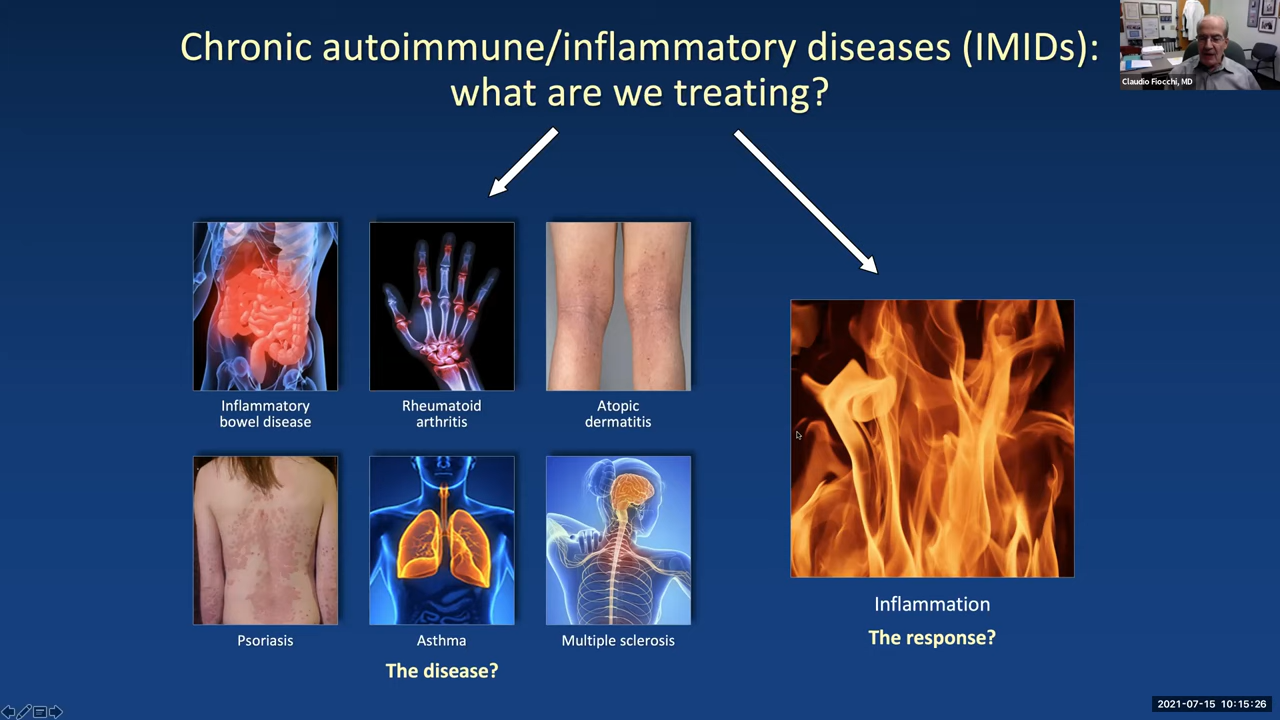 Chronic autoimmune/inflammatory diseases (IMIDs):
what are we treating?
Claudio Fiocchi, MD
Inflammatory
bowel disease
Rheumatoid
arthritis
Atopic
dermatitis
Psoriasis
Asthma
Multiple sclerosis
The disease?
Inflammation
The response?
2021-07-15 10:15:26